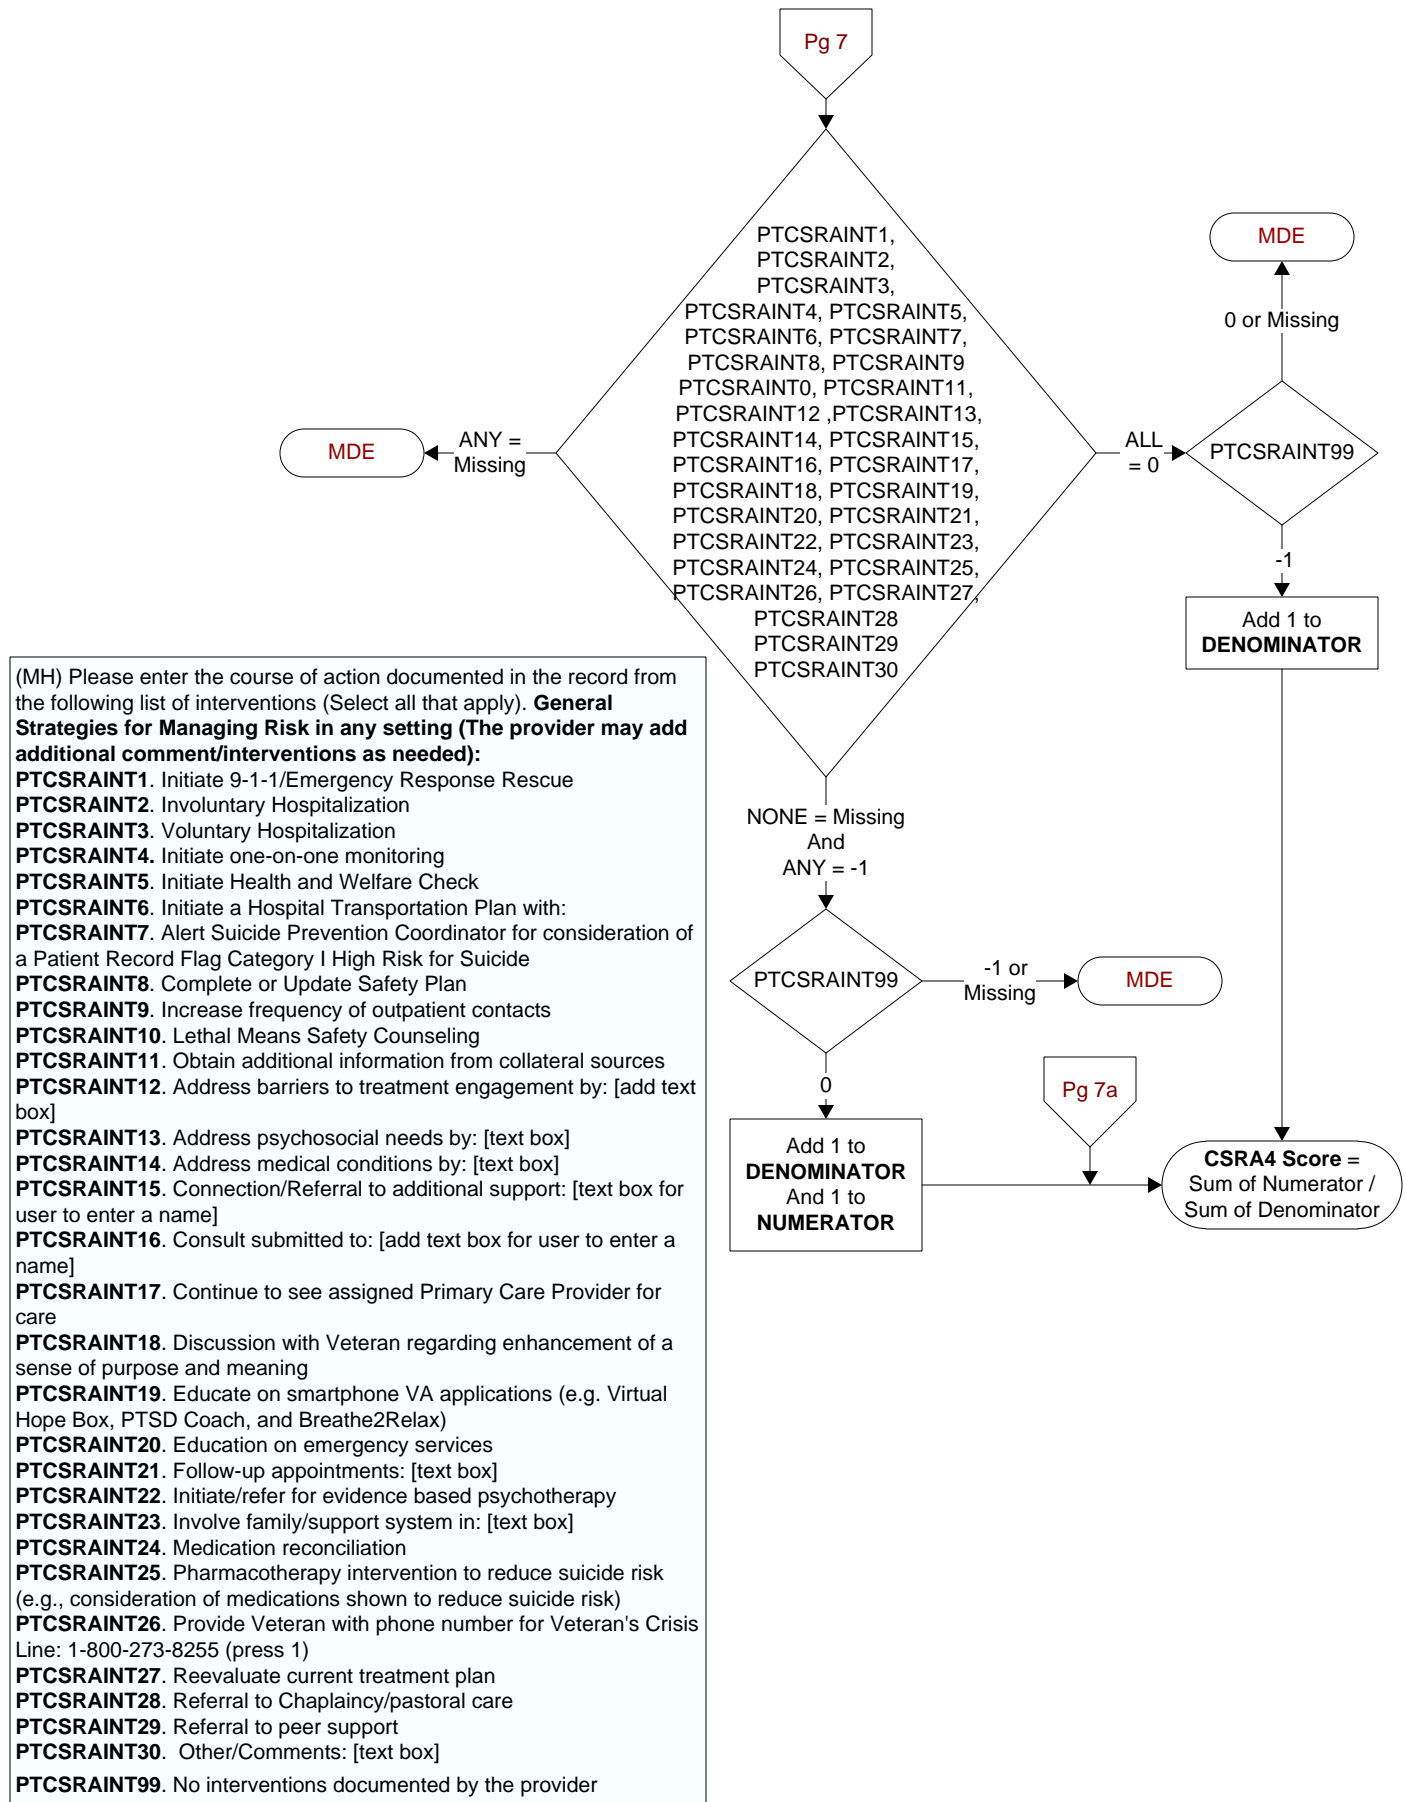 Pg 7
PTCSRAINT1,
PTCSRAINT2,
PTCSRAINT3,
PTCSRAINT4, PTCSRAINT5,
PTCSRAINT6, PTCSRAINT7,
PTCSRAINT8, PTCSRAINT9
PTCSRAINT0, PTCSRAINT11,
PTCSRAINT12 ,PTCSRAINT13,
PTCSRAINT14, PTCSRAINT15,
PTCSRAINT16, PTCSRAINT17,
PTCSRAINT18, PTCSRAINT19,
PTCSRAINT20, PTCSRAINT21,
PTCSRAINT22, PTCSRAINT23,
PTCSRAINT24, PTCSRAINT25,
PTCSRAINT26, PTCSRAINT27,
PTCSRAINT28
PTCSRAINT29
PTCSRAINT30
ANY =
Missing
MDE
ALL
= 0
PTCSRAINT99
0 or Missing
MDE
-1
Add 1 to
DENOMINATOR
NONE = Missing
And
ANY = -1
PTCSRAINT99
-1 or
Missing
MDE
0
Add 1 to
DENOMINATOR
And 1 to
NUMERATOR
Pg 7a
CSRA4 Score =
Sum of Numerator /
Sum of Denominator
(MH) Please enter the course of action documented in the record from
the following list of interventions (Select all that apply). General
Strategies for Managing Risk in any setting (The provider may add
additional comment/interventions as needed):
PTCSRAINT1. Initiate 9-1-1/Emergency Response Rescue
PTCSRAINT2. Involuntary Hospitalization
PTCSRAINT3. Voluntary Hospitalization
PTCSRAINT4. Initiate one-on-one monitoring
PTCSRAINT5. Initiate Health and Welfare Check
PTCSRAINT6. Initiate a Hospital Transportation Plan with:
PTCSRAINT7. Alert Suicide Prevention Coordinator for consideration of
a Patient Record Flag Category I High Risk for Suicide
PTCSRAINT8. Complete or Update Safety Plan
PTCSRAINT9. Increase frequency of outpatient contacts
PTCSRAINT10. Lethal Means Safety Counseling
PTCSRAINT11. Obtain additional information from collateral sources
PTCSRAINT12. Address barriers to treatment engagement by: [add text
box]
PTCSRAINT13. Address psychosocial needs by: [text box]
PTCSRAINT14. Address medical conditions by: [text box]
PTCSRAINT15. Connection/Referral to additional support: [text box for
user to enter a name]
PTCSRAINT16. Consult submitted to: [add text box for user to enter a
name]
PTCSRAINT17. Continue to see assigned Primary Care Provider for
care
PTCSRAINT18. Discussion with Veteran regarding enhancement of a
sense of purpose and meaning
PTCSRAINT19. Educate on smartphone VA applications (e.g. Virtual
Hope Box, PTSD Coach, and Breathe2Relax)
PTCSRAINT20. Education on emergency services
PTCSRAINT21. Follow-up appointments: [text box]
PTCSRAINT22. Initiate/refer for evidence based psychotherapy
PTCSRAINT23. Involve family/support system in: [text box]
PTCSRAINT24. Medication reconciliation
PTCSRAINT25. Pharmacotherapy intervention to reduce suicide risk
(e.g., consideration of medications shown to reduce suicide risk)
PTCSRAINT26. Provide Veteran with phone number for Veteran's Crisis
Line: 1-800-273-8255 (press 1)
PTCSRAINT27. Reevaluate current treatment plan
PTCSRAINT28. Referral to Chaplaincy/pastoral care
PTCSRAINT29. Referral to peer support
PTCSRAINT30. Other/Comments: [text box]
PTCSRAINT99. No interventions documented by the provider